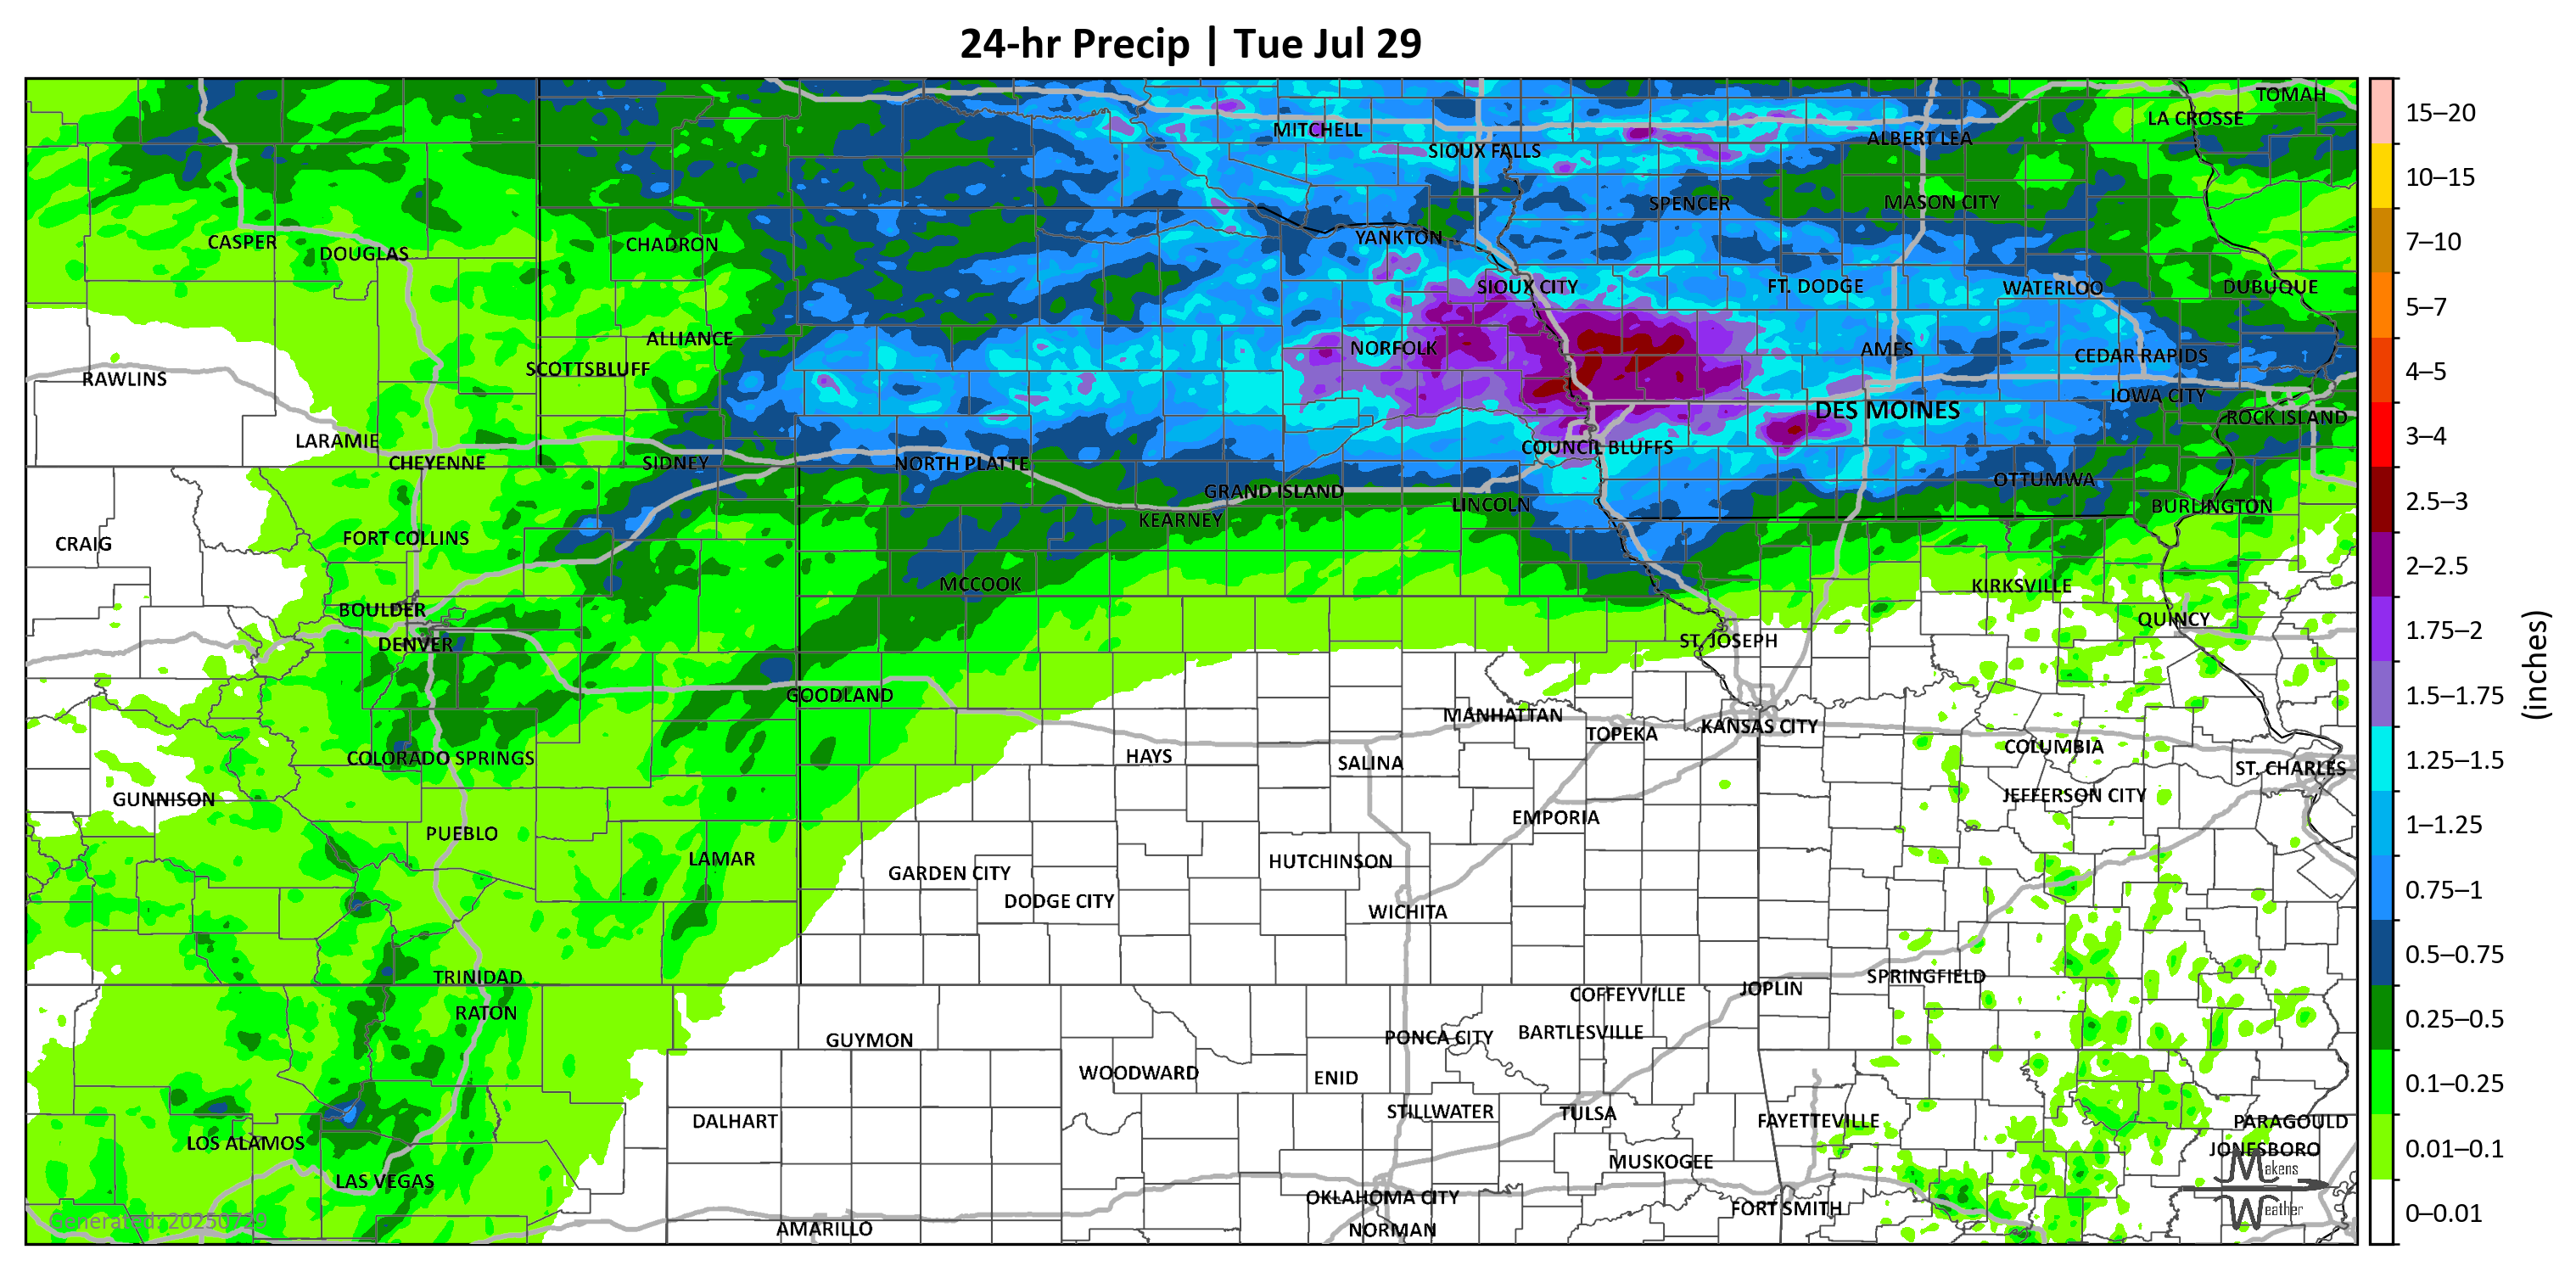 24-hr Precip | Tue Jul 29
TOMAH
LA CROSSE
MITCHELL
ALBERT LEA
SIOUX FALLS
SPENCER
MASON CITY
CASPER
DOUGLAS
CHADRON
YANKTON
SIOUX CITY
FT. DODGE
WATERLOO
DUBUQUE
ALLIANCE
NORFOLK
AMES
CEDAR RAPIDS
RAWLINS
SCOTTSBLUFF
IOWA CITY
DES MOINES
ROCK ISLAND
LARAMIE
COUNCIL BLUFFS
CHEYENNE
SIDNEY
NORTH PLATTE
OTTUMWA
GRAND ISLAND
LINCOLN
BURLINGTON
KEARNEY
CRAIG
FORT COLLINS
MCCOOK
KIRKSVILLE
BOULDER
QUINCY
DENVER
ST. JOSEPH
GOODLAND
MANHATTAN
KANSAS CITY
TOPEKA
COLUMBIA
HAYS
COLORADO SPRINGS
SALINA
ST. CHARLES
GUNNISON
JEFFERSON CITY
EMPORIA
PUEBLO
LAMAR
HUTCHINSON
GARDEN CITY
DODGE CITY
WICHITA
TRINIDAD
SPRINGFIELD
JOPLIN
COFFEYVILLE
RATON
GUYMON
PONCA CITY
BARTLESVILLE
WOODWARD
ENID
STILLWATER
TULSA
DALHART
FAYETTEVILLE
PARAGOULD
LOS ALAMOS
JONESBORO
MUSKOGEE
LAS VEGAS
OKLAHOMA CITY
FORT SMITH
AMARILLO
NORMAN
Generated: 20250729
Makens
Weather
15–20
10–15
7–10
5–7
4–5
3–4
2.5–3
2–2.5
1.75–2
1.5–1.75
1.25–1.5
1–1.25
0.75–1
0.5–0.75
0.25–0.5
0.1–0.25
0.01–0.1
0–0.01
(inches)